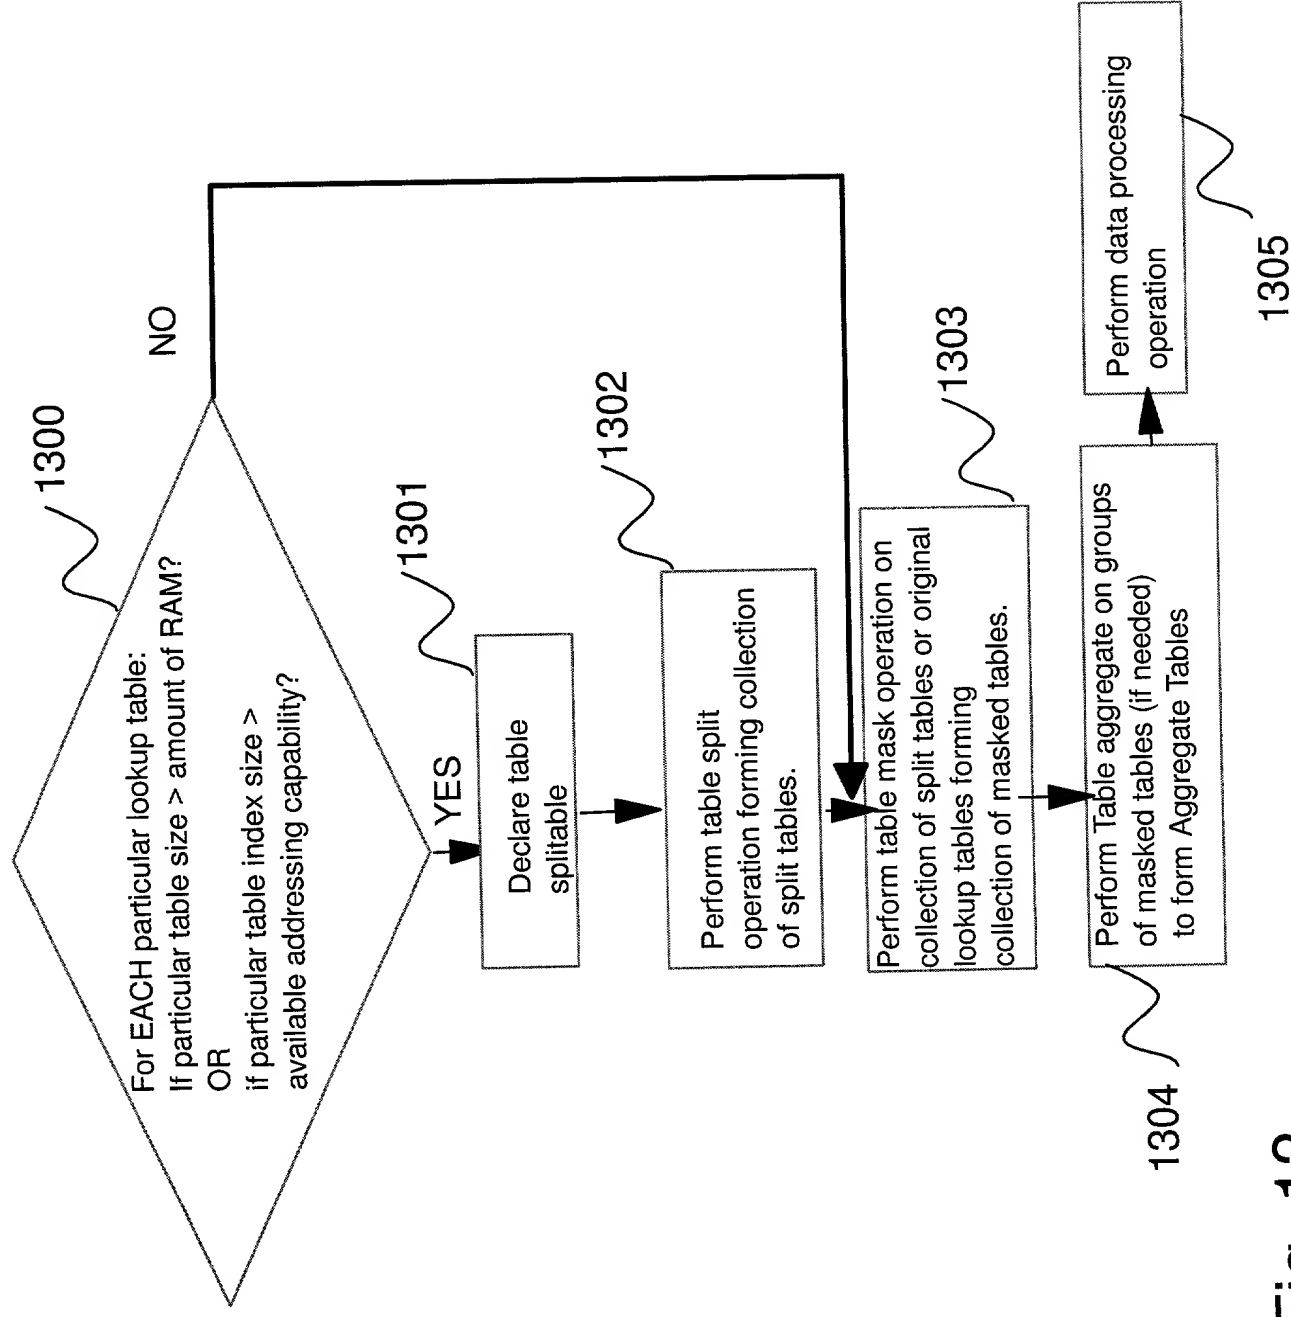 1300
For EACH particular lookup table:
If particular table size > amount of RAM?
OR
if particular table index size >
available addressing capability?
NO
YES
1301
Declare table
splitable
1302
Perform table split
operation forming collection
of split tables.
1303
Perform table mask operation on
collection of split tables or original
lookup tables forming
collection of masked tables.
1304
Perform Table aggregate on groups
of masked tables (if needed)
to form Aggregate Tables
Perform data processing
operation
1305
Fig.